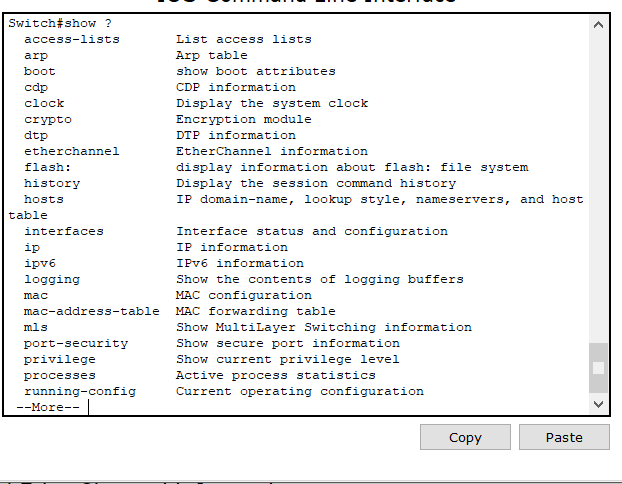 Switch#show ?
access-lists List access lists
arp Arp table
boot show boot attributes
cdp CDP information
clock Display the system clock
crypto Encryption module
dtp DTP information
etherchannel EtherChannel information
flash: display information about flash: file system
history Display the session command history
hosts IP domain-name, lookup style, nameservers, and host
table
interfaces Interface status and configuration
ip IP information
ipv6 IPv6 information
logging Show the contents of logging buffers
mac MAC configuration
mac-address-table MAC forwarding table
mls Show MultiLayer Switching information
port-security Show secure port information
privilege Show current privilege level
processes Active process statistics
running-config Current operating configuration
--More--
Copy Paste